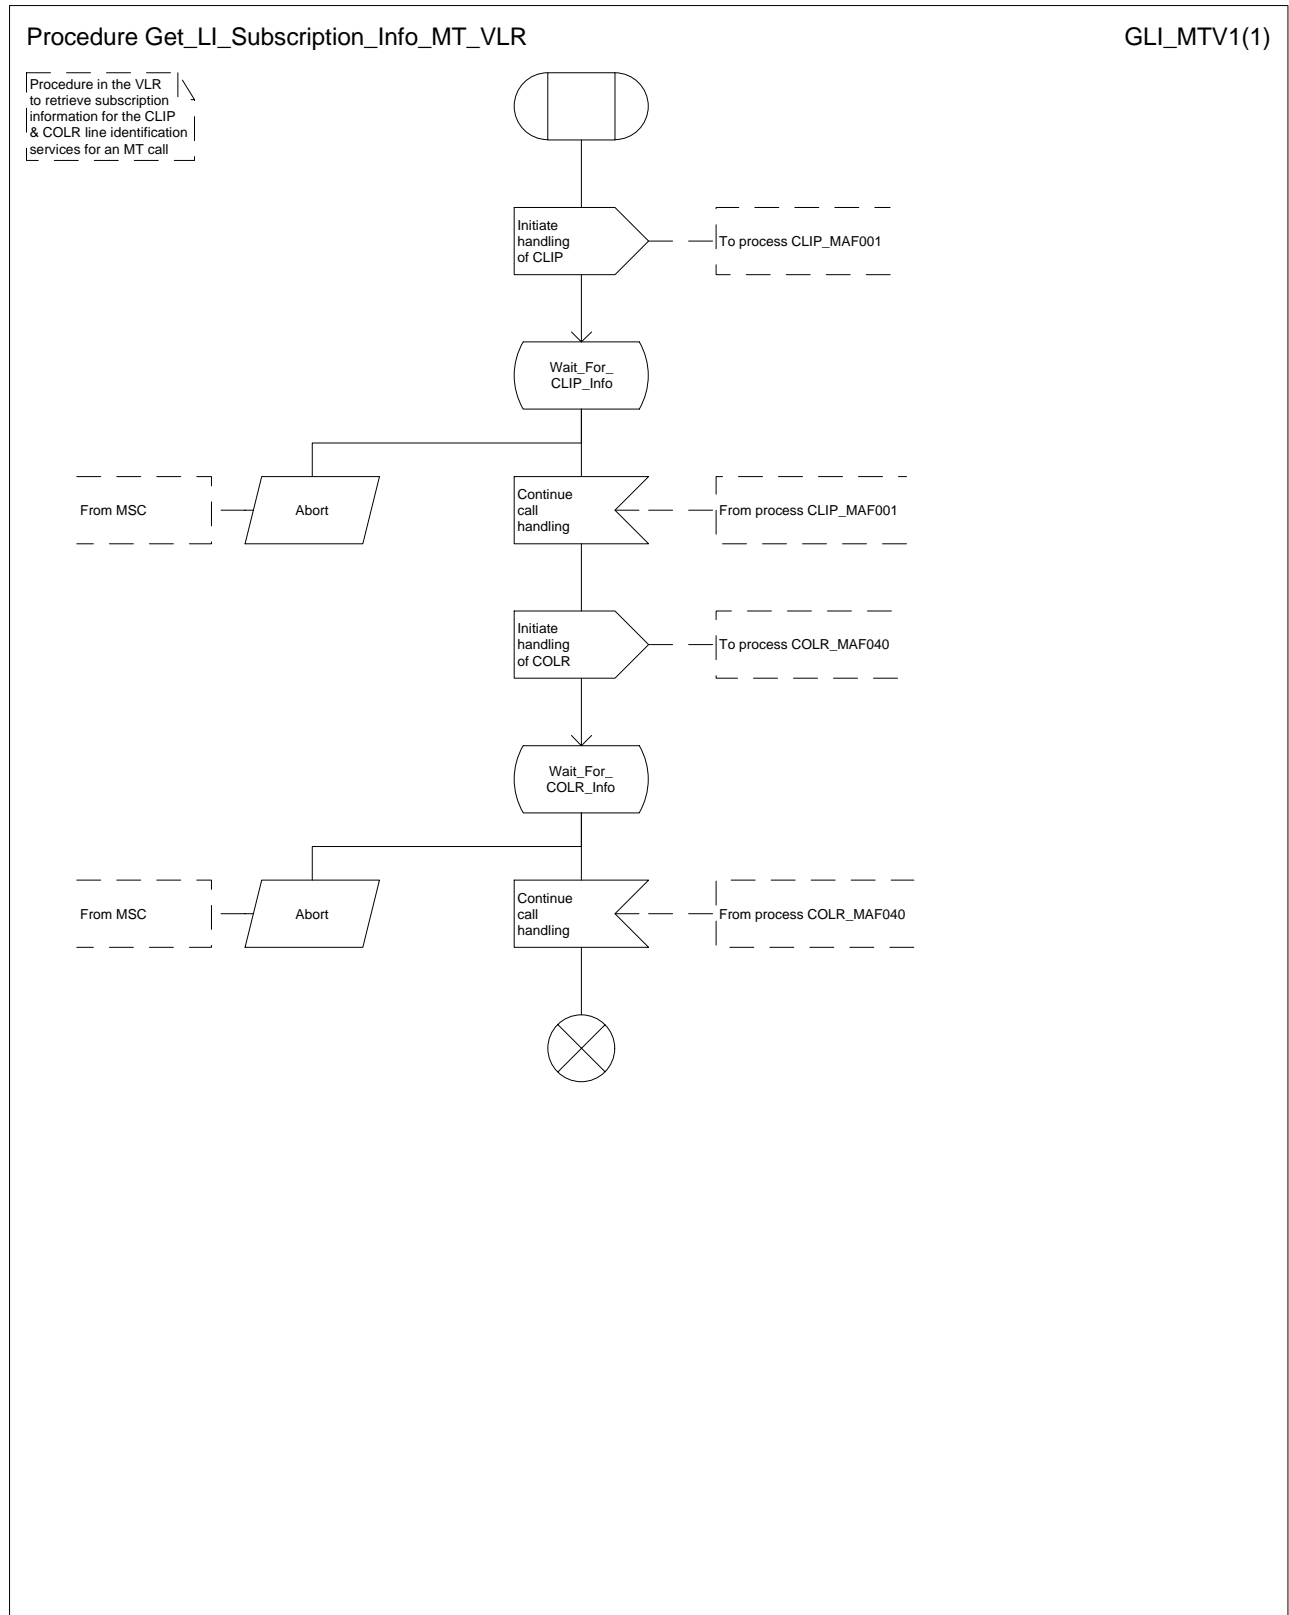 Procedure Get_LI_Subscription_Info_MT_VLR
GLI_MTV1(1)
Procedure in the VLR
to retrieve subscription
information for the CLIP
& COLR line identification
services for an MT call
Initiate
handling
of CLIP
To process CLIP_MAF001
Wait_For_
CLIP_Info
From MSC
Abort
Continue
call
handling
From process CLIP_MAF001
Initiate
handling
of COLR
To process COLR_MAF040
Wait_For_
COLR_Info
From MSC
Abort
Continue
call
handling
From process COLR_MAF040